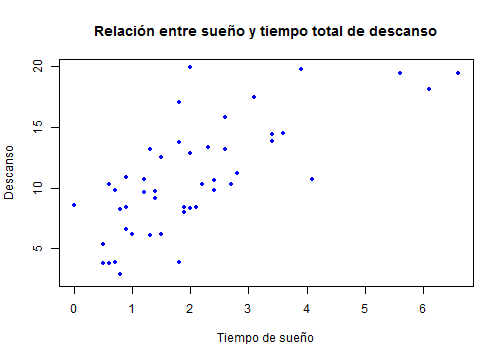 Relación entre sueño y tiempo total de descanso
Descanso
20
15
10
5
0 1 2 3 4 5 6
Tiempo de sueño